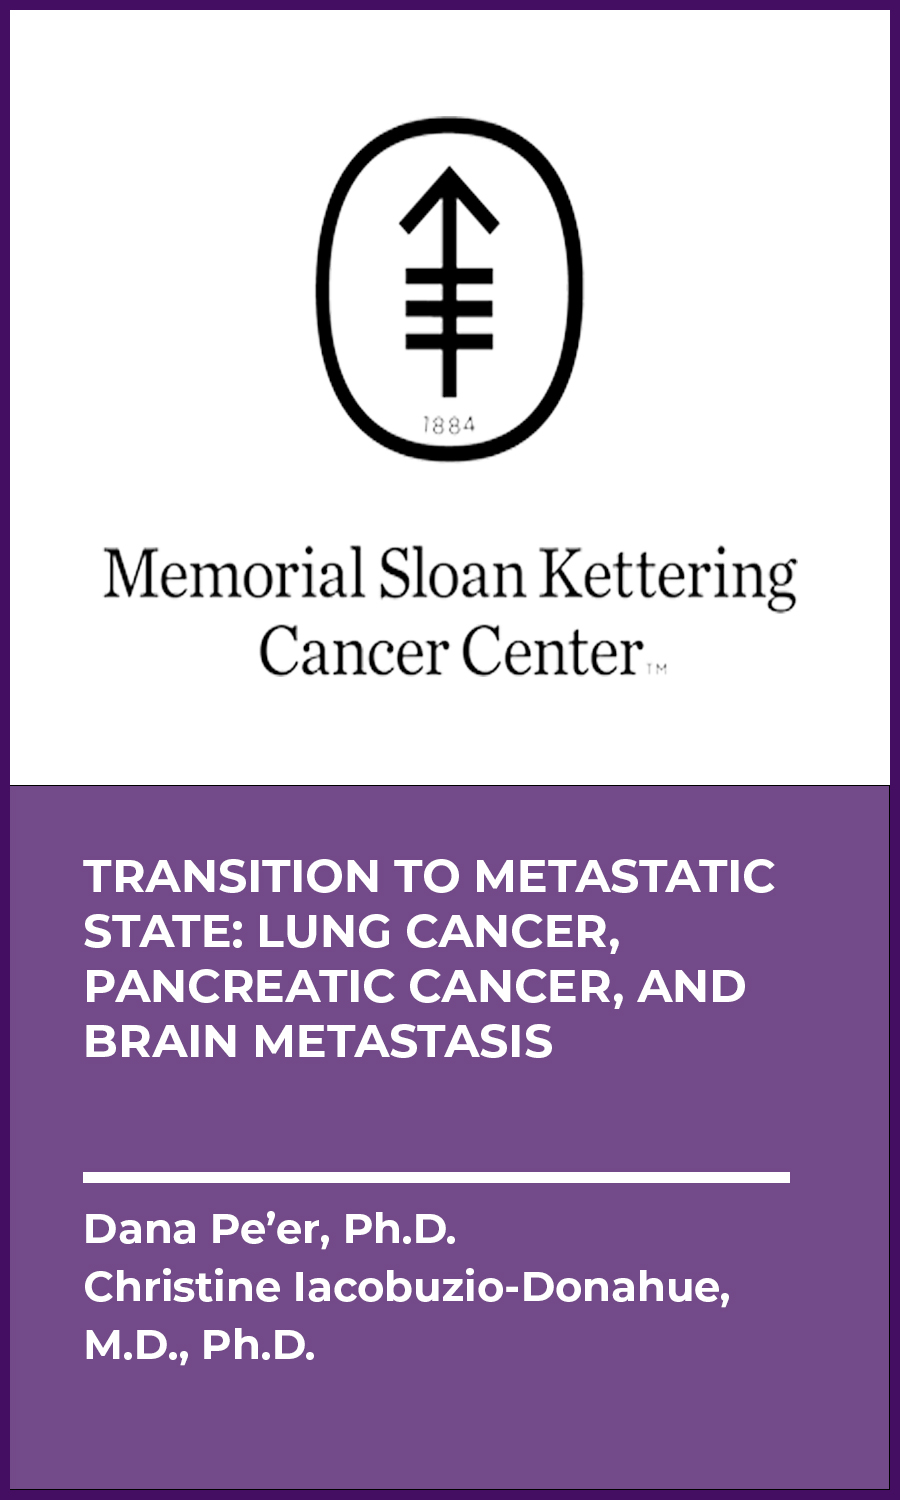 1884
Memorial Sloan Kettering
Cancer Center™
TRANSITION TO METASTATIC
STATE: LUNG CANCER,
PANCREATIC CANCER, AND
BRAIN METASTASIS
Dana Pe’er, Ph.D.
Christine Iacobuzio-Donahue,
M.D., Ph.D.